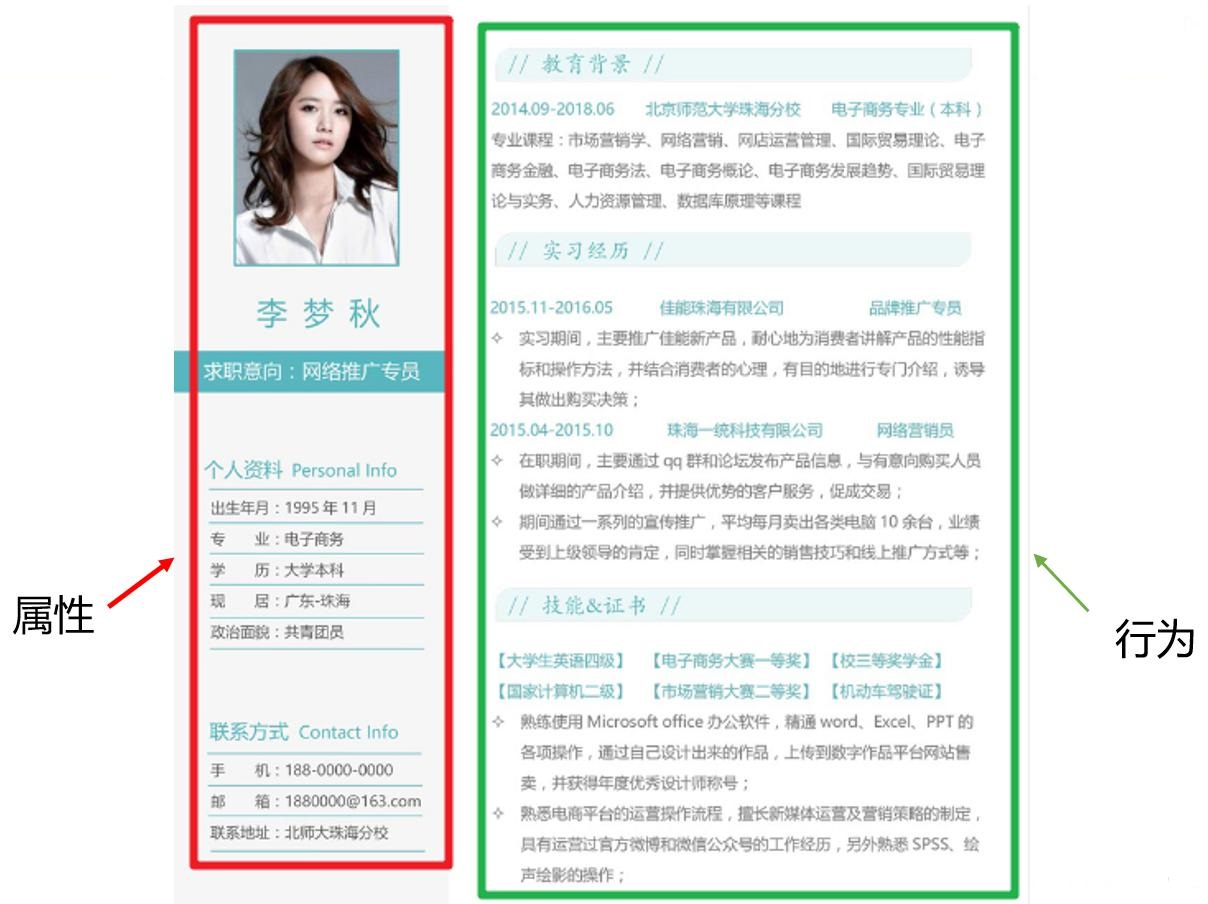 李梦秋
求职意向：网络推广专员
个人资料 Personal Info
出生年月：1995 年 11 月
专 业：电子商务
学 历：大学本科
现 居：广东-珠海
政治面貌：共青团员
联系方式 Contact Info
手 机：188-0000-0000
邮 箱：1880000@163.com
联系地址：北师大珠海分校
属性
// 教育背景 //
2014.09-2018.06 北京师范大学珠海分校 电子商务专业（本科）
专业课程：市场营销学、网络营销、网店运营管理、国际贸易理论、电子
商务金融、电子商务法、电子商务概论、电子商务发展趋势、国际贸易理
论与实务、人力资源管理、数据库原理等课程
// 实习经历 //
2015.11-2016.05 佳能珠海有限公司 品牌推广专员
✧ 实习期间，主要推广佳能新产品，耐心地为消费者讲解产品的性能指
标和操作方法，并结合消费者的心理，有目的地进行专门介绍，诱导
其做出购买决策；
2015.04-2015.10 珠海一统科技有限公司 网络营销员
✧ 在职期间，主要通过 qq 群和论坛发布产品信息，与有意向购买人员
做详细的产品介绍，并提供优势的客户服务，促成交易；
✧ 期间通过一系列的宣传推广，平均每月卖出各类电脑 10 余台，业绩
受到上级领导的肯定，同时掌握相关的销售技巧和线上推广方式等；
// 技能&证书 //
【大学生英语四级】 【电子商务大赛一等奖】 【校三等奖学金】
【国家计算机二级】 【市场营销大赛二等奖】 【机动车驾驶证】
✧ 熟练使用 Microsoft office 办公软件，精通 word、Excel、PPT 的
各项操作，通过自己设计出来的作品，上传到数字作品平台网站售
卖，并获得年度优秀设计师称号；
✧ 熟悉电商平台的运营操作流程，擅长新媒体运营及营销策略的制定，
具有运营过官方微博和微信公众号的工作经历，另外熟悉 SPSS、绘
声绘影的操作；
行为